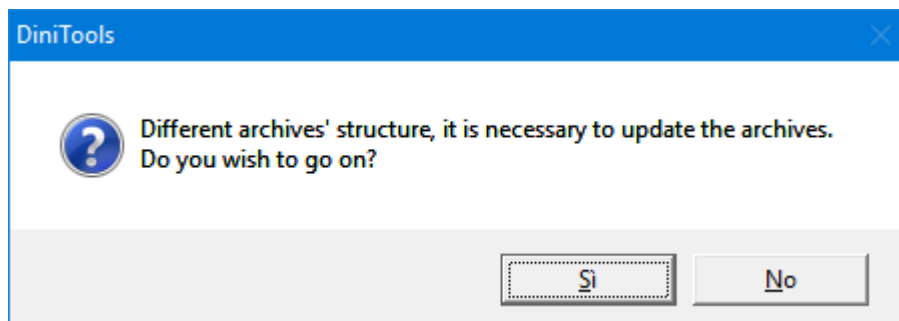 DiniTools
Different archives' structure, it is necessary to update the archives.
Do you wish to go on?
Sì
No